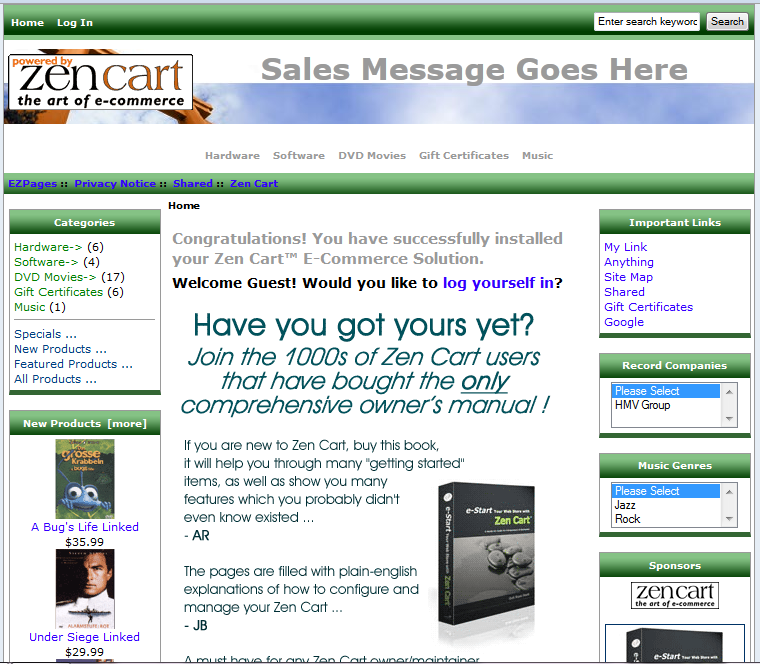 Home Log In
Enter search keyword Search
powered by
zen cart
the art of e-commerce
Sales Message Goes Here
Hardware Software DVD Movies Gift Certificates Music
EZPages :: Privacy Notice :: Shared :: Zen Cart
Categories
Hardware-> (6)
Software-> (4)
DVD Movies-> (17)
Gift Certificates (6)
Music (1)
Specials ...
New Products ...
Featured Products ...
All Products ...
New Products [more]
grosse
Krabbeln
A Bug's Life Linked
$35.99
Under Siege Linked
$29.99
Home
Congratulations! You have successfully installed
your Zen Cart™ E-Commerce Solution.
Welcome Guest! Would you like to log yourself in?
Have you got yours yet?
Join the 1000s of Zen Cart users
that have bought the only
comprehensive owner's manual !
If you are new to Zen Cart, buy this book,
it will help you through many "getting started"
items, as well as show you many
features which you probably didn't
even know existed ...
- AR
The pages are filled with plain-english
explanations of how to configure and
manage your Zen Cart ...
- JB
A must have for any Zen Cart owner/maintainer
e-Start Your Web Store with
Zen Cart
e-Start Your Web Store with
Zen Cart
Important Links
My Link
Anything
Site Map
Shared
Gift Certificates
Google
Record Companies
Please Select
HMV Group
Music Genres
Please Select
Jazz
Rock
Sponsors
zen cart
the art of e-commerce